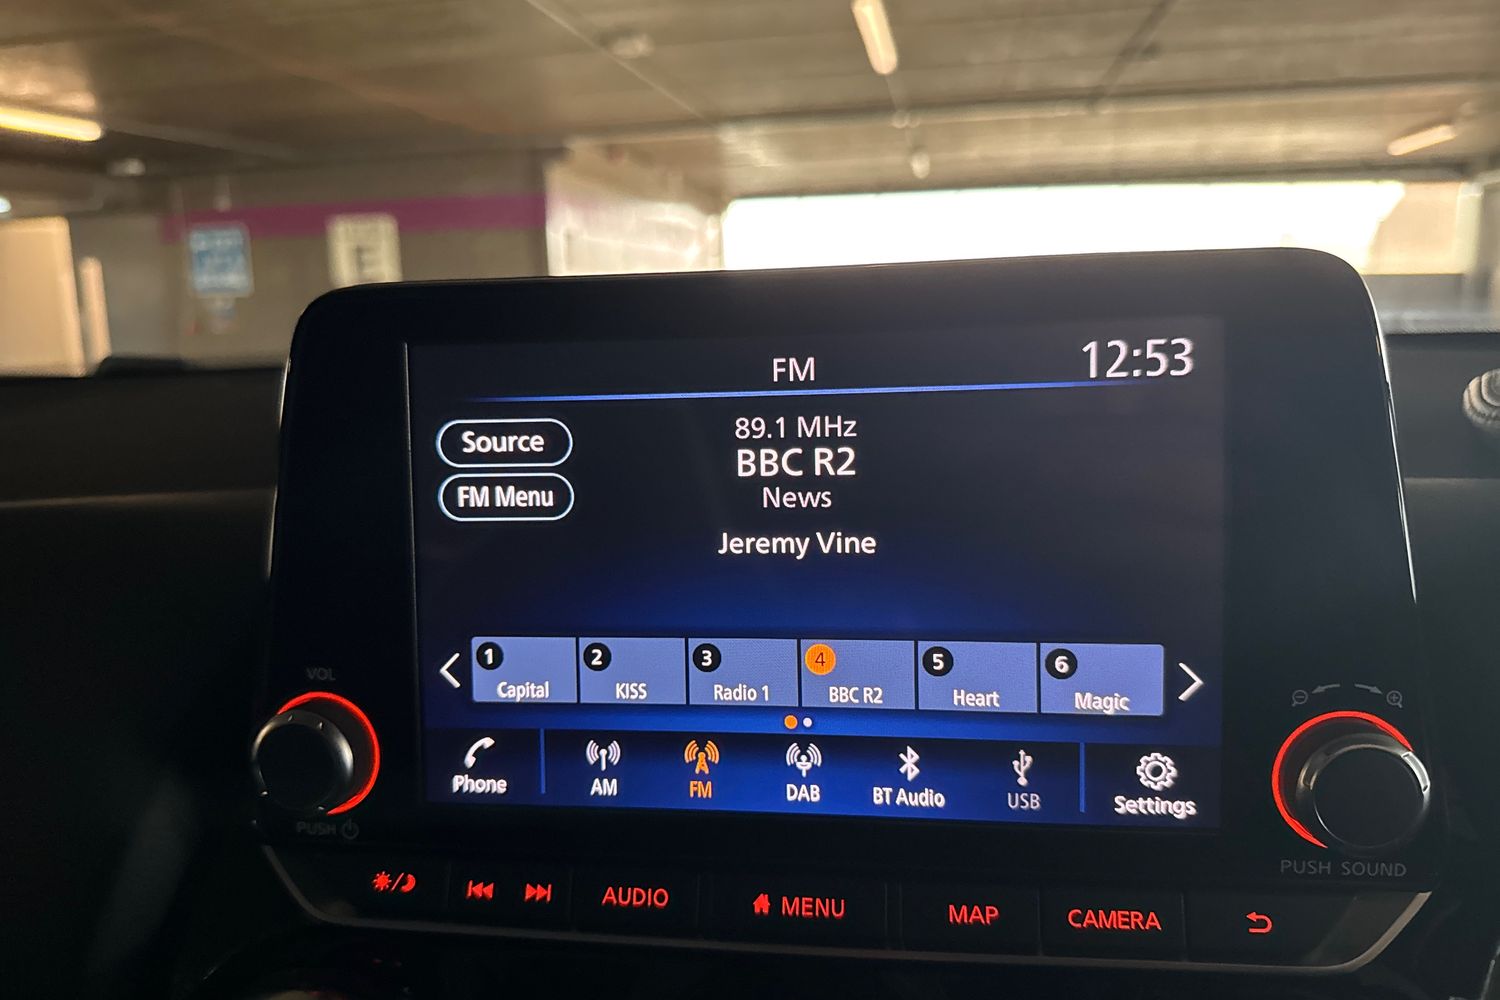 FM
12:53
Source
FM Menu
89.1 MHz
BBC R2
News
Jeremy Vine
1 Capital
2 KISS
3 Radio 1
4 BBC R2
5 Heart
6 Magic
Phone
AM
FM
DAB
BT Audio
USB
Settings
VOL
PUSH
PUSH SOUND
AUDIO
MENU
MAP
CAMERA